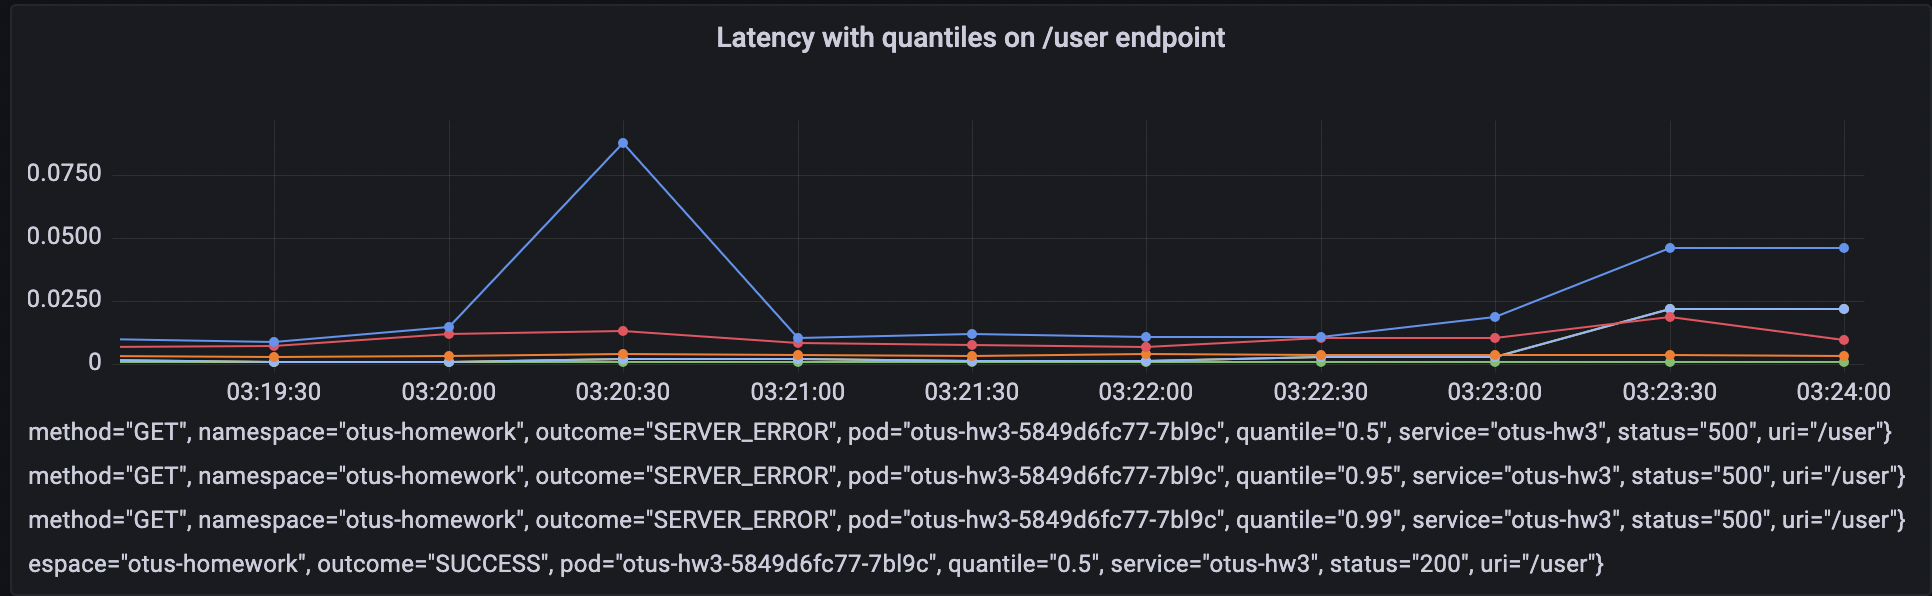 Latency with quantiles on /user endpoint
0.0750
0.0500
0.0250
0
03:19:30 03:20:00 03:20:30 03:21:00 03:21:30 03:22:00 03:22:30 03:23:00 03:23:30 03:24:00
method="GET", namespace="otus-homework", outcome="SERVER_ERROR", pod="otus-hw3-5849d6fc77-7bl9c", quantile="0.5", service="otus-hw3", status="500", uri="/user"}
method="GET", namespace="otus-homework", outcome="SERVER_ERROR", pod="otus-hw3-5849d6fc77-7bl9c", quantile="0.95", service="otus-hw3", status="500", uri="/user"}
method="GET", namespace="otus-homework", outcome="SERVER_ERROR", pod="otus-hw3-5849d6fc77-7bl9c", quantile="0.99", service="otus-hw3", status="500", uri="/user"}
espace="otus-homework", outcome="SUCCESS", pod="otus-hw3-5849d6fc77-7bl9c", quantile="0.5", service="otus-hw3", status="200", uri="/user"}